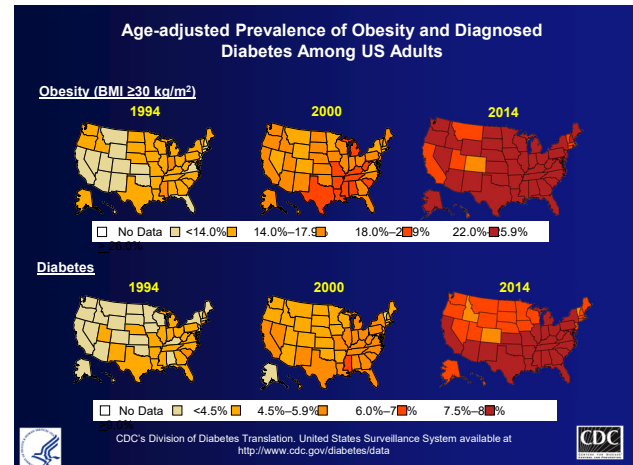 Age-adjusted Prevalence of Obesity and Diagnosed
Diabetes Among US Adults
Obesity (BMI ≥30 kg/m²)
1994 2000 2014
No Data <14.0% 14.0%–17.9% 18.0%–2 9% 22.0%– 5.9%
Diabetes
1994 2000 2014
No Data <4.5% 4.5%–5.9% 6.0%–7 % 7.5%–8 %
CDC's Division of Diabetes Translation. United States Surveillance System available at
http://www.cdc.gov/diabetes/data
CDC